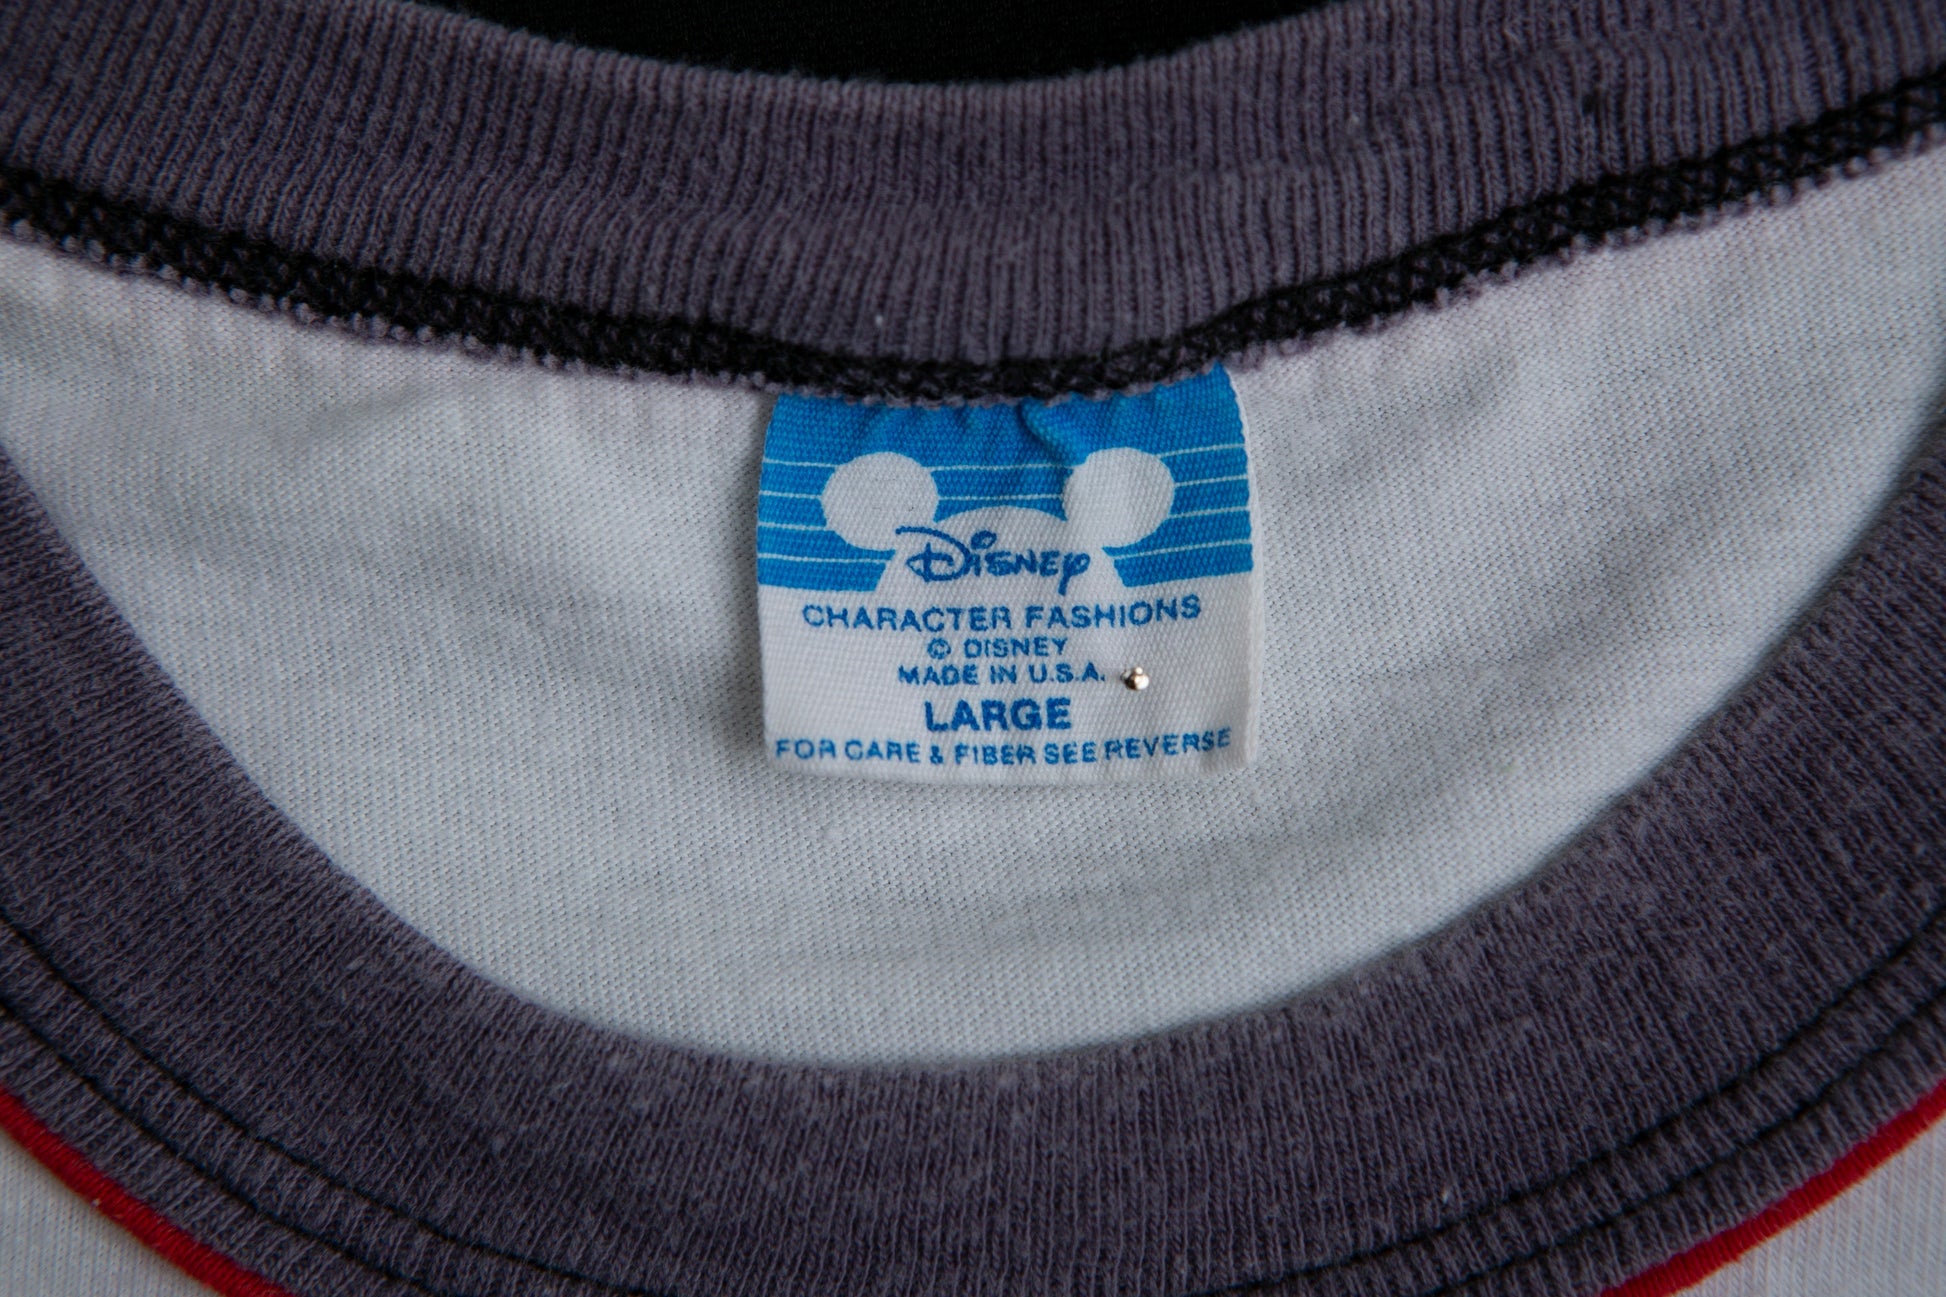 Disney
CHARACTER FASHIONS
© DISNEY
MADE IN U.S.A.
LARGE
FOR CARE & FIBER SEE REVERSE